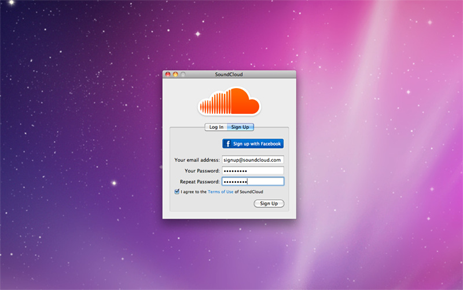 SoundCloud
Log In Sign Up
f Sign up with Facebook
Your email address: signup@soundcloud.com
Your Password: •••••••••
Repeat Password: •••••••••
I agree to the Terms of Use of SoundCloud
Sign Up